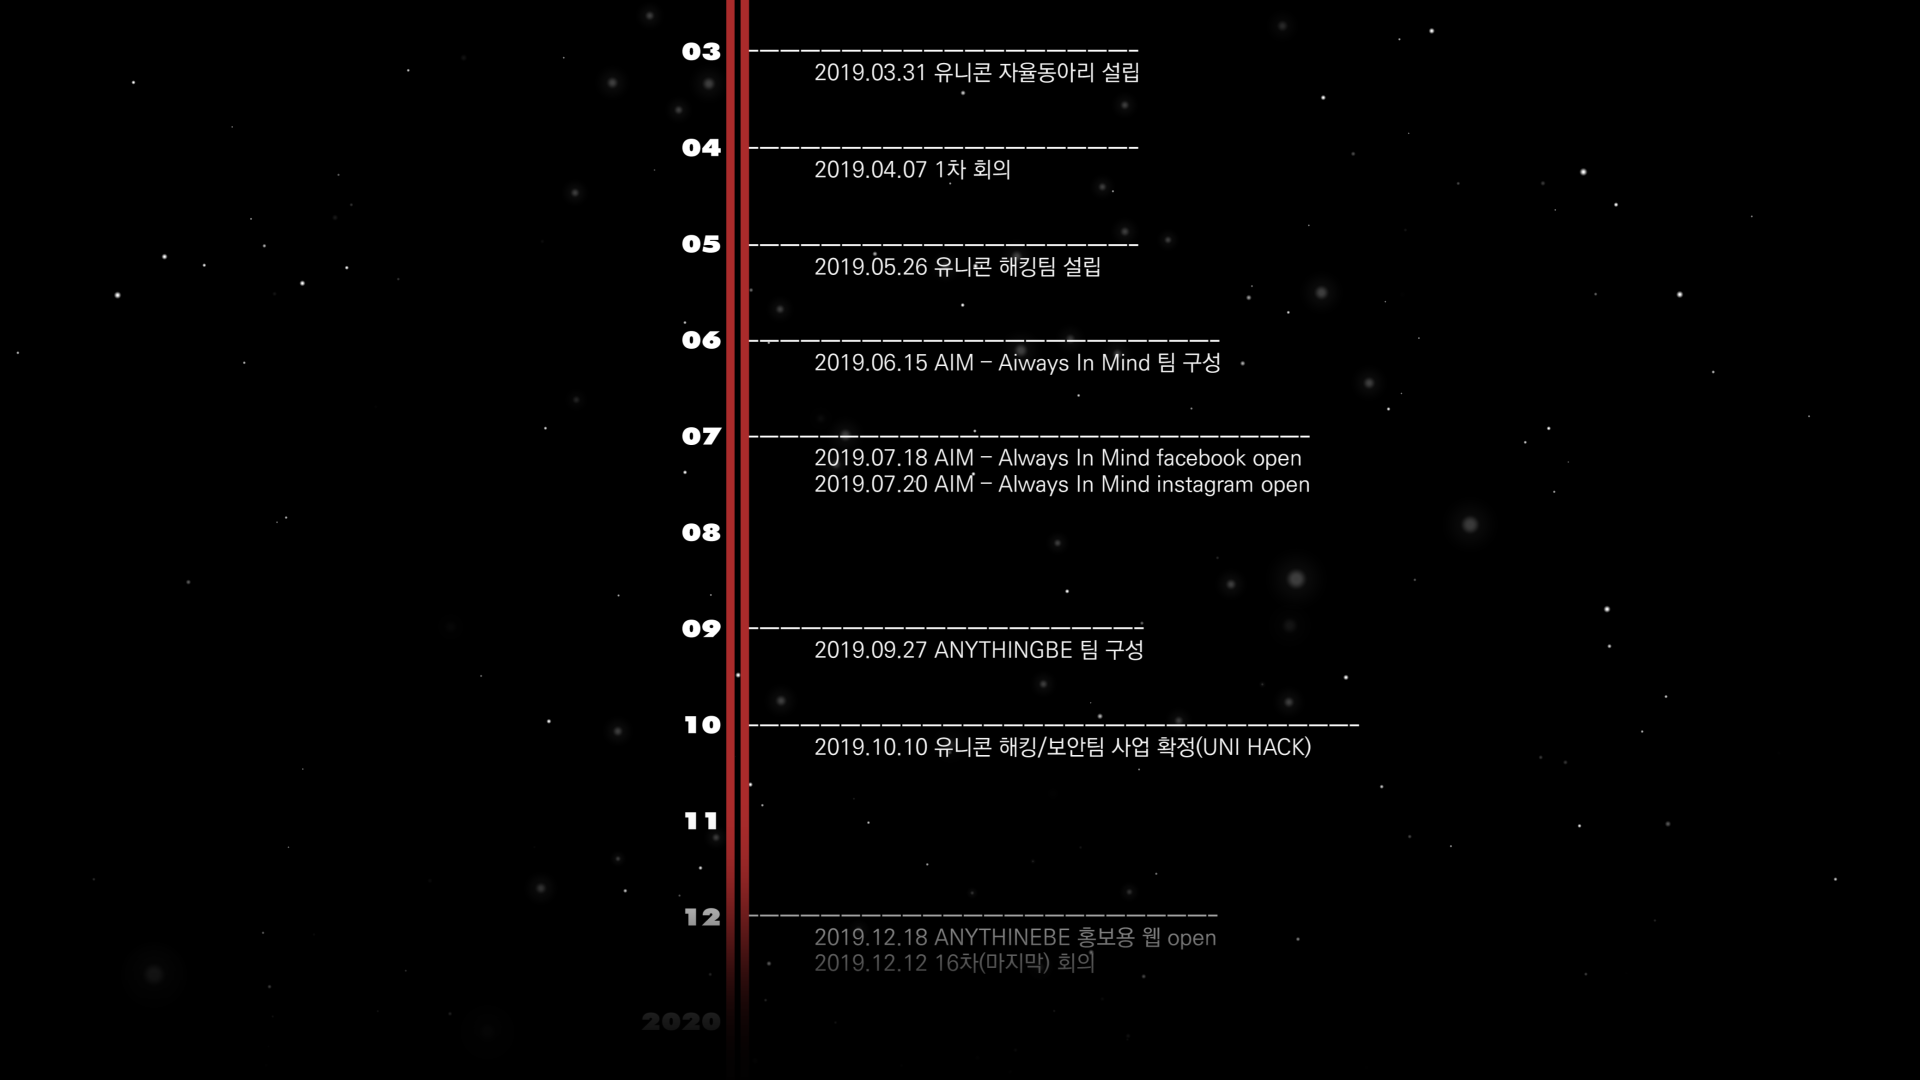 03
2019.03.31 유니콘 자율동아리 설립
04
2019.04.07 1차 회의
05
2019.05.26 유니콘 해킹팀 설립
06
2019.06.15 AIM - Aiways In Mind 팀 구성
07
2019.07.18 AIM - Always In Mind facebook open
2019.07.20 AIM - Always In Mind instagram open
08
09
2019.09.27 ANYTHINGBE 팀 구성
10
2019.10.10 유니콘 해킹/보안팀 사업 확정(UNI HACK)
11
12
2019.12.18 ANYTHINEBE 홍보용 웹 open
2019.12.12 16차(마지막) 회의
2020